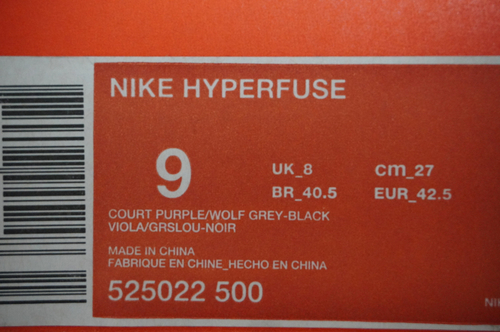 NIKE HYPERFUSE
9
UK_8 cm_27
BR_40.5 EUR_42.5
COURT PURPLE/WOLF GREY-BLACK
VIOLA/GRSLOU-NOIR
MADE IN CHINA
FABRIQUE EN CHINE_HECHO EN CHINA
525022 500
NI